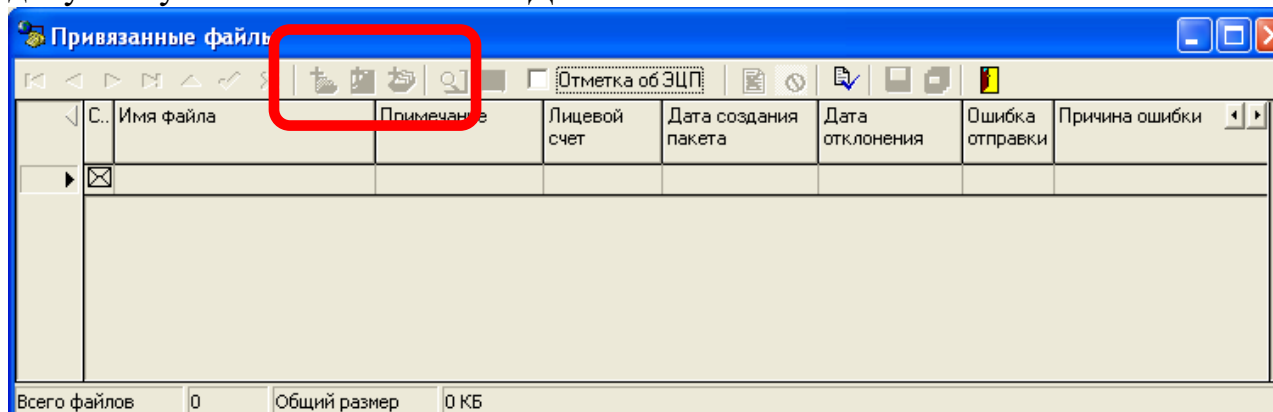 Привязанные файлы
Отметка об ЭЦП
С.. Имя файла Примечание Лицевой счет Дата создания пакета Дата отклонения Ошибка отправки Причина ошибки
Всего файлов 0 Общий размер 0 КБ